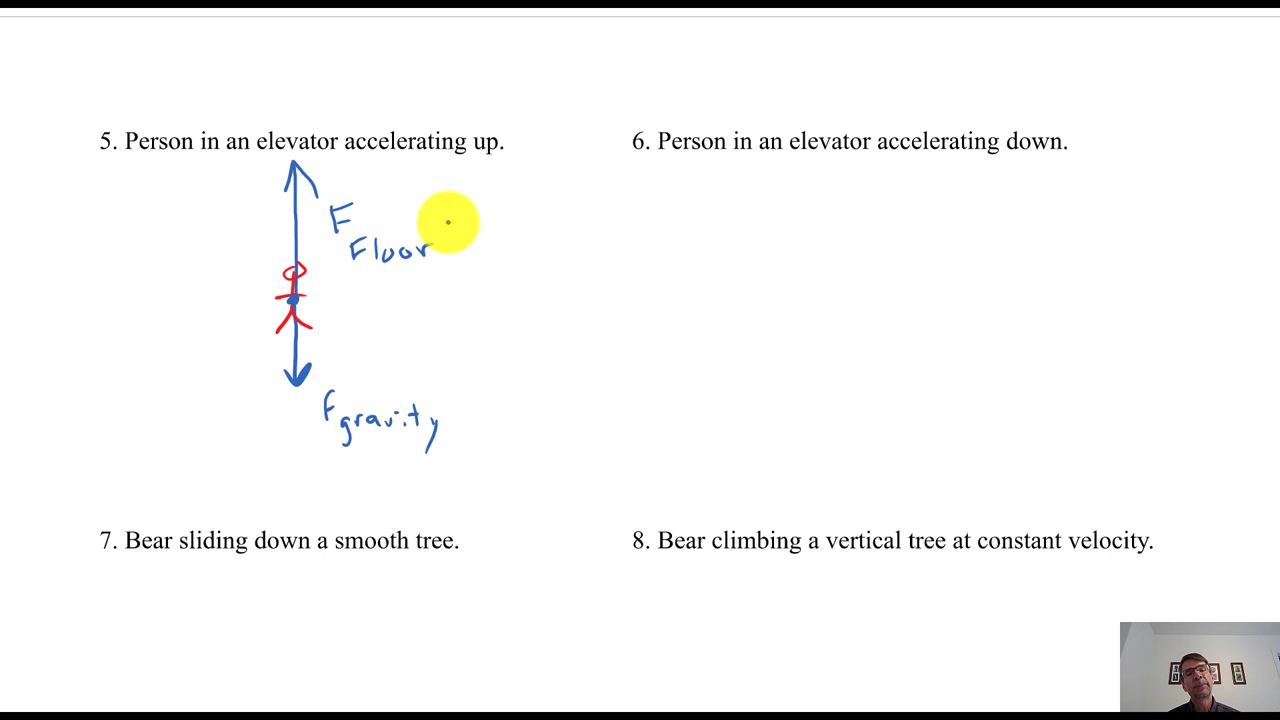 5. Person in an elevator accelerating up.
6. Person in an elevator accelerating down.
F
Floor
Fgravity
7. Bear sliding down a smooth tree.
8. Bear climbing a vertical tree at constant velocity.